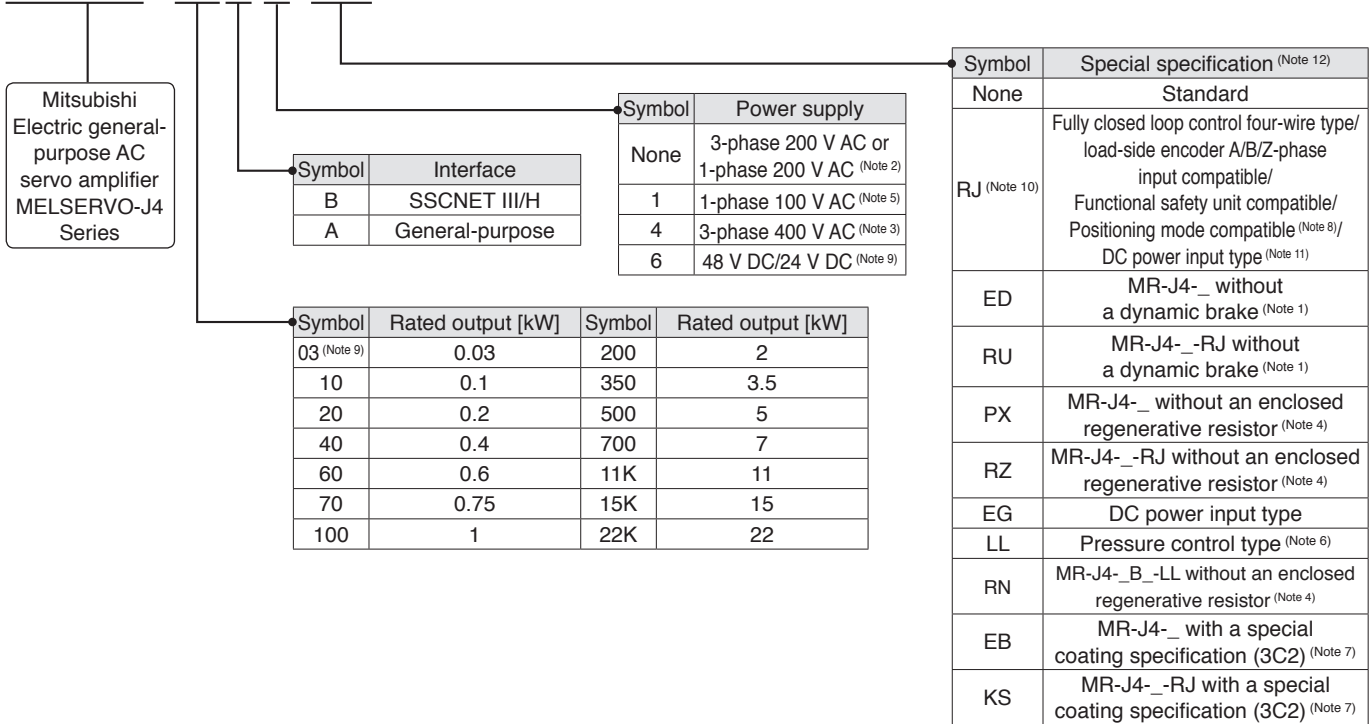 Mitsubishi
Electric general-
purpose AC
servo amplifier
MELSERVO-J4
Series
Symbol Interface
B SSCNET III/H
A General-purpose
Symbol Power supply
None 3-phase 200 V AC or
1-phase 200 V AC (Note 2)
1 1-phase 100 V AC (Note 5)
4 3-phase 400 V AC (Note 3)
6 48 V DC/24 V DC (Note 9)
Symbol Rated output [kW] Symbol Rated output [kW]
03 (Note 9) 0.03 200 2
10 0.1 350 3.5
20 0.2 500 5
40 0.4 700 7
60 0.6 11K 11
70 0.75 15K 15
100 1 22K 22
Symbol Special specification (Note 12)
None Standard
RJ (Note 10) Fully closed loop control four-wire type/
load-side encoder A/B/Z-phase
input compatible/
Functional safety unit compatible/
Positioning mode compatible (Note 8)/
DC power input type (Note 11)
ED MR-J4-_ without
a dynamic brake (Note 1)
RU MR-J4-_-RJ without
a dynamic brake (Note 1)
PX MR-J4-_ without an enclosed
regenerative resistor (Note 4)
RZ MR-J4-_-RJ without an enclosed
regenerative resistor (Note 4)
EG DC power input type
LL Pressure control type (Note 6)
RN MR-J4-_B_-LL without an enclosed
regenerative resistor (Note 4)
EB MR-J4-_ with a special
coating specification (3C2) (Note 7)
KS MR-J4-_-RJ with a special
coating specification (3C2) (Note 7)